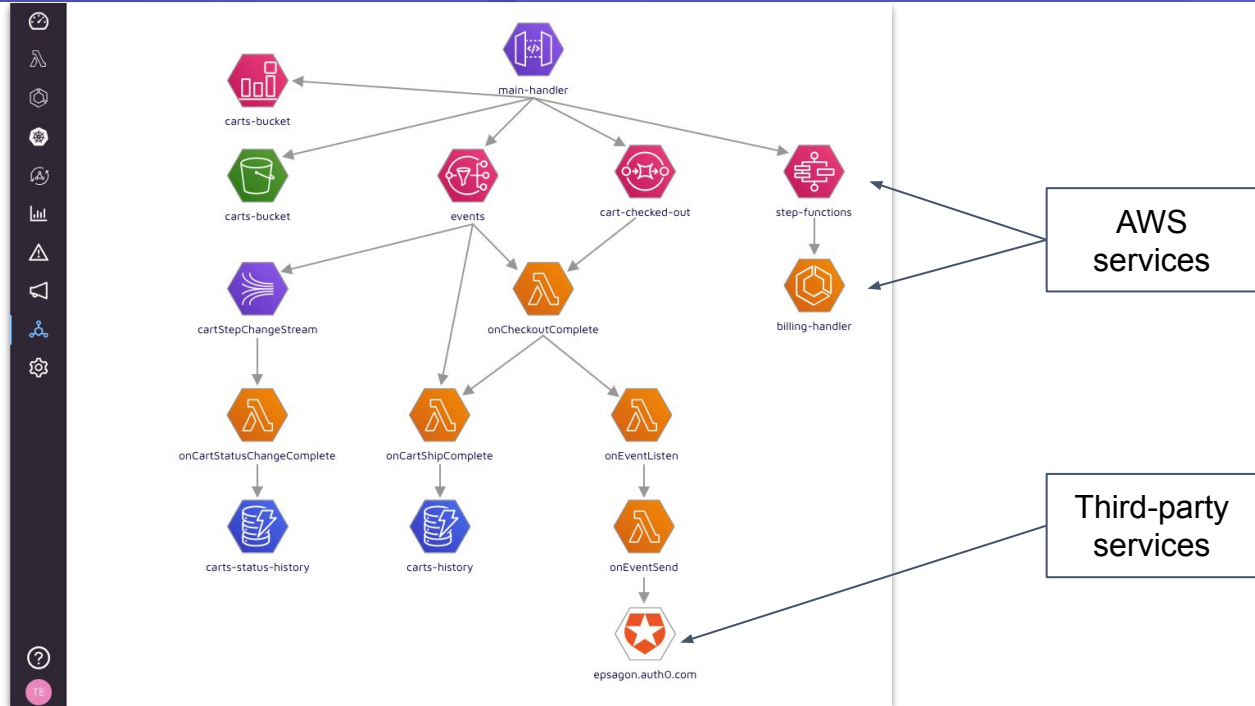 main-handler
carts-bucket
carts-bucket
events
cart-checked-out
step-functions
AWS
services
cartStepChangeStream
onCheckoutComplete
billing-handler
onCartStatusChangeComplete
onCartShipComplete
onEventListen
Third-party
services
carts-status-history
carts-history
onEventSend
epsagon.auth0.com
?
TE